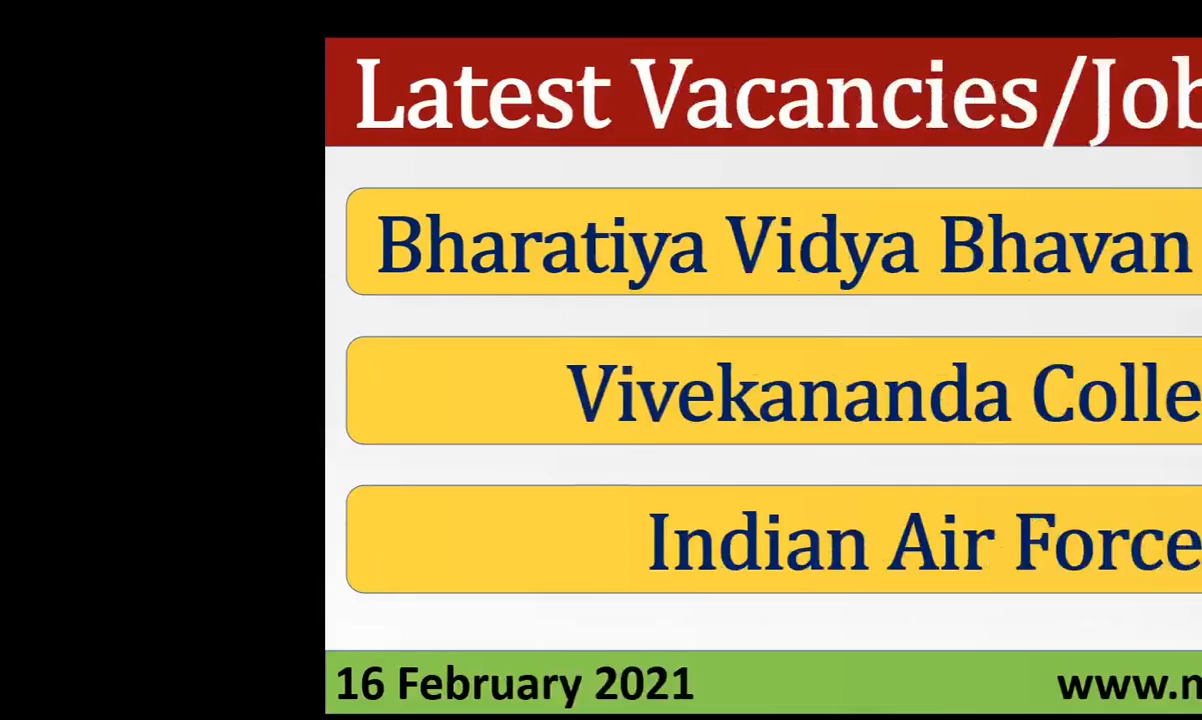 Latest Vacancies/Job
Bharatiya Vidya Bhavan
Vivekananda Colle
Indian Air Force
16 February 2021
www.n